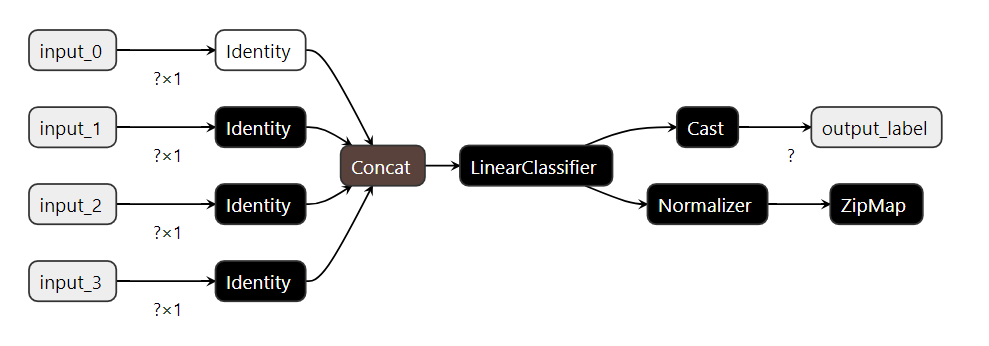 input_0
Identity
?×1
input_1
Identity
?×1
input_2
Identity
?×1
input_3
Identity
?×1
Concat
LinearClassifier
Cast
output_label
?
Normalizer
ZipMap